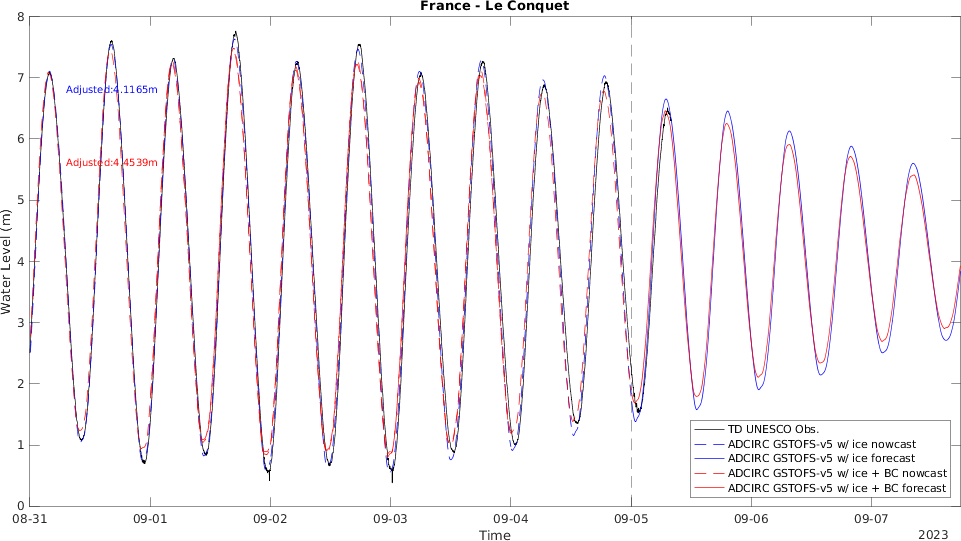 France - Le Conquet
8
7
6
5
4
3
2
1
0
Water Level (m)
Adjusted:4.1165m
Adjusted:4.4539m
TD UNESCO Obs.
ADCIRC GSTOFS-v5 w/ ice nowcast
ADCIRC GSTOFS-v5 w/ ice forecast
ADCIRC GSTOFS-v5 w/ ice + BC nowcast
ADCIRC GSTOFS-v5 w/ ice + BC forecast
08-31 09-01 09-02 09-03 09-04 09-05 09-06 09-07
Time
2023